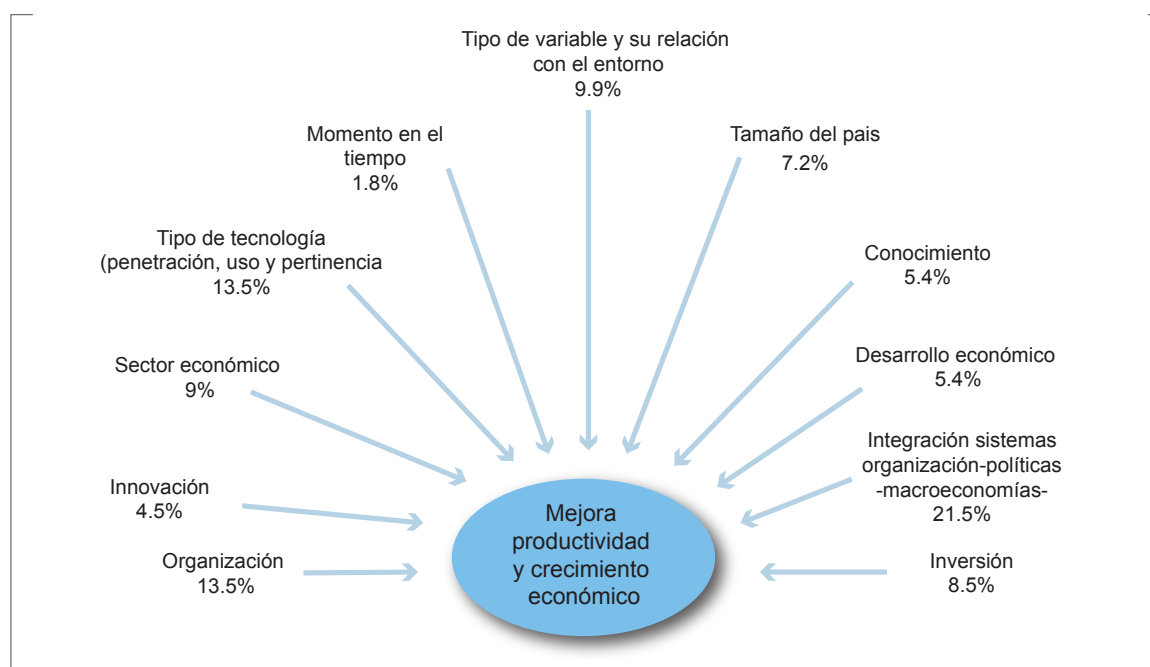 Tipo de variable y su relación
con el entorno
9.9%
Momento en el
tiempo
1.8%
Tamaño del pais
7.2%
Tipo de tecnología
(penetración, uso y pertinencia
13.5%
Conocimiento
5.4%
Sector económico
9%
Desarrollo económico
5.4%
Integración sistemas
organización-políticas
-macroeconomías-
21.5%
Innovación
4.5%
Organización
13.5%
Inversión
8.5%
Mejora
productividad
y crecimiento
económico